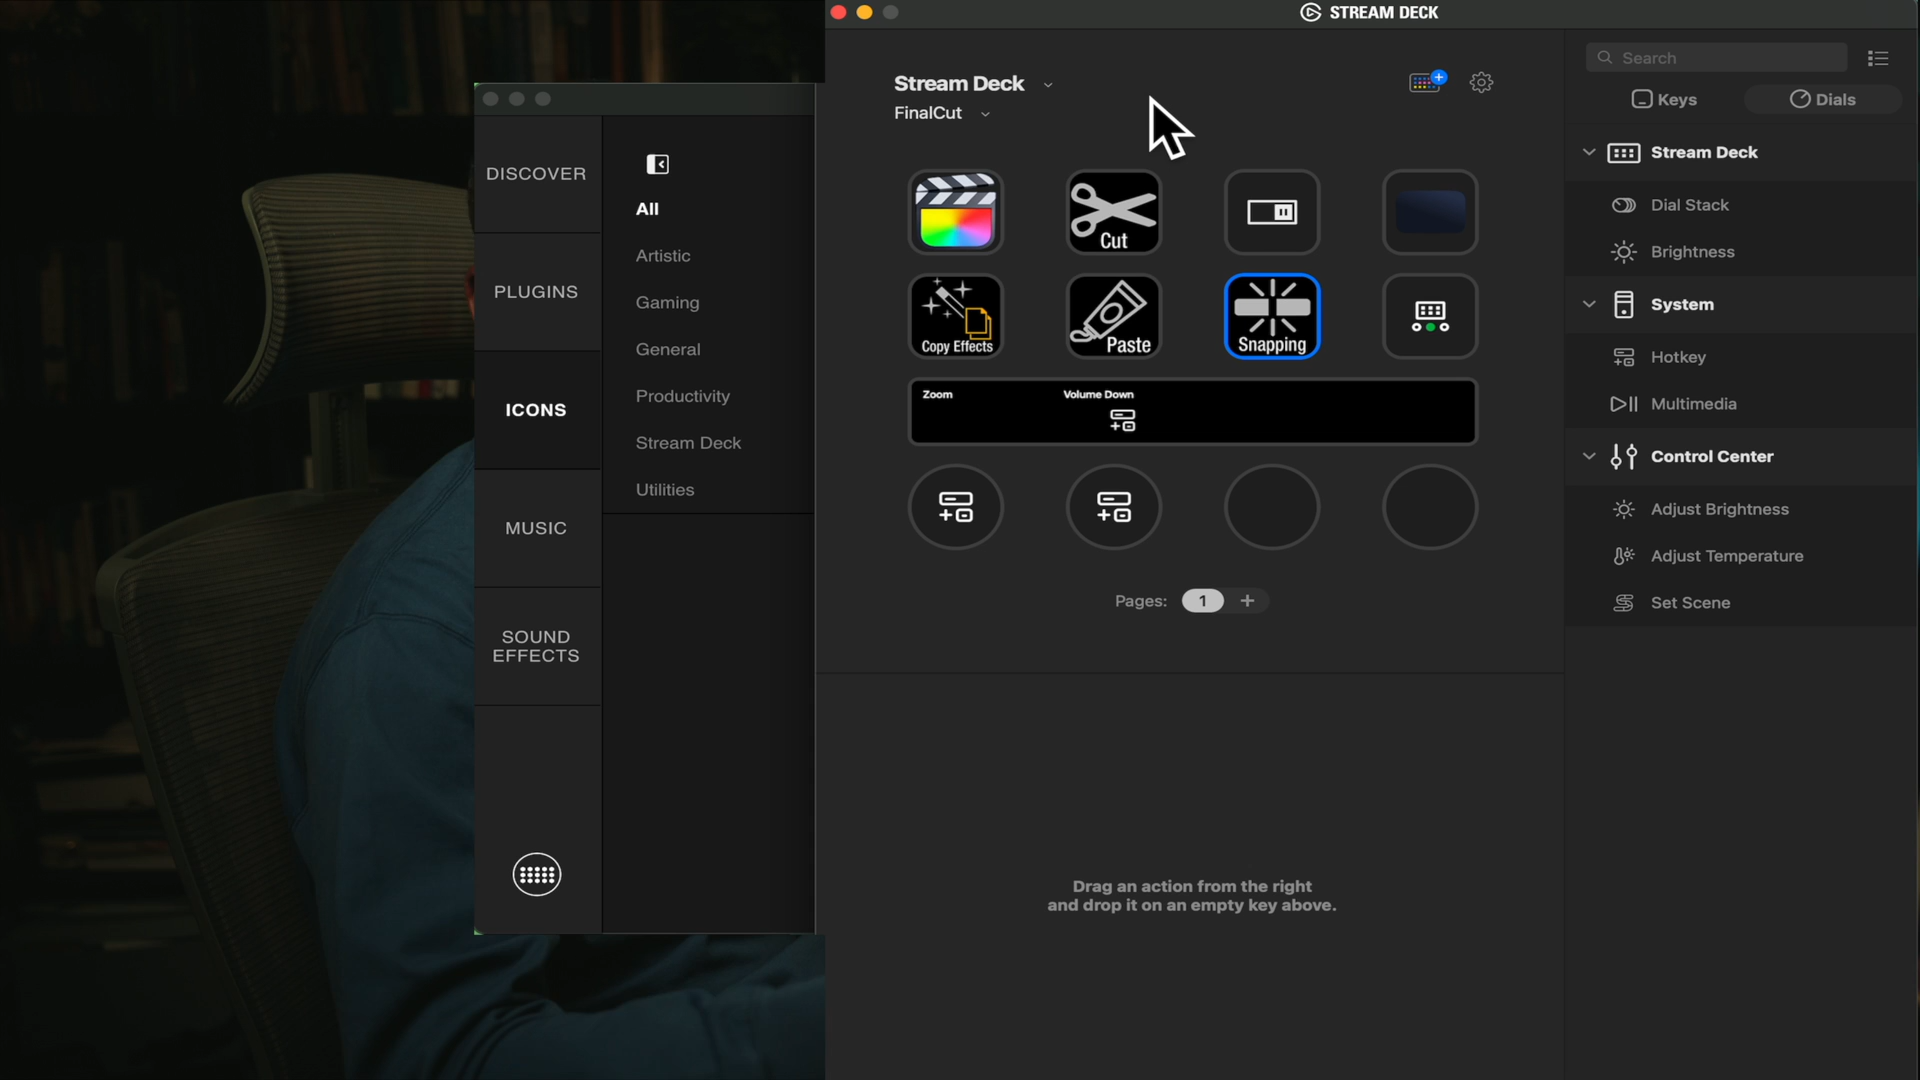 STREAM DECK
DISCOVER
PLUGINS
ICONS
MUSIC
SOUND
EFFECTS
All
Artistic
Gaming
General
Productivity
Stream Deck
Utilities
Stream Deck
FinalCut
Cut
Copy Effects
Paste
Snapping
Zoom
Volume Down
Pages: 1 +
Drag an action from the right
and drop it on an empty key above.
Search
Keys
Dials
Stream Deck
Dial Stack
Brightness
System
Hotkey
Multimedia
Control Center
Adjust Brightness
Adjust Temperature
Set Scene